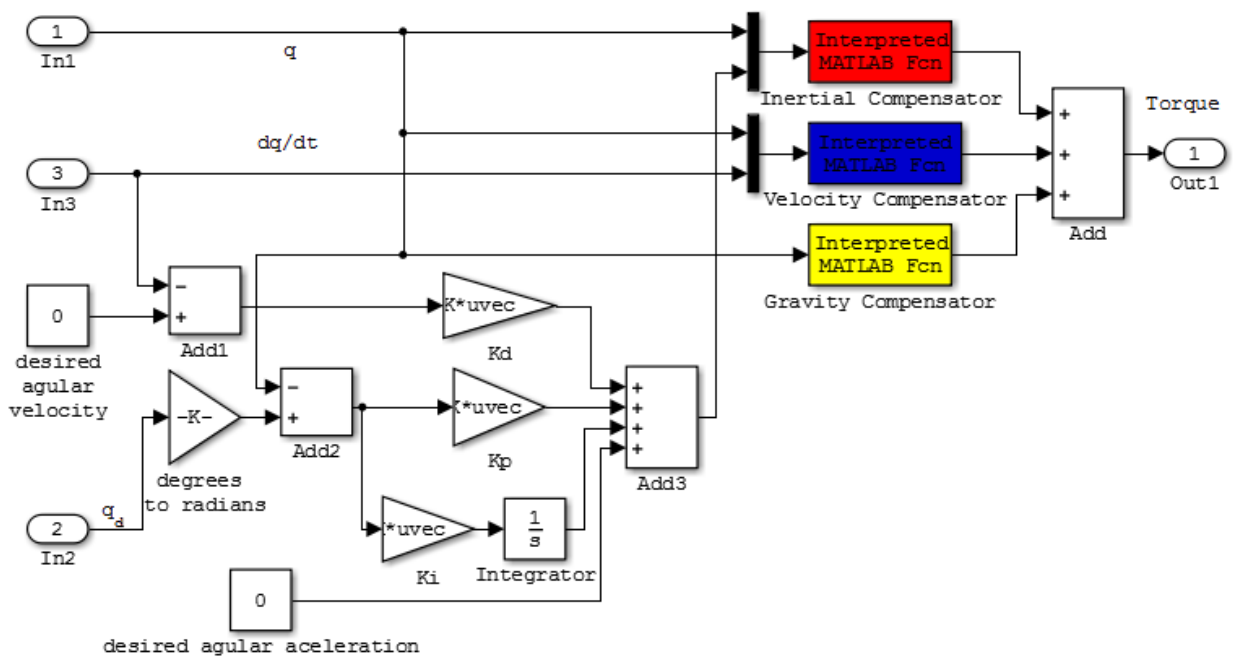 1
In1
q
Interpreted
MATLAB Fcn
Inertial Compensator
Torque
dq/dt
3
In3
Interpreted
MATLAB Fcn
Velocity Compensator
+
+
+
Add
1
Out1
Interpreted
MATLAB Fcn
Gravity Compensator
0
desired
agular
velocity
−
+
Add1
K*uvec
Kd
-K-
degrees
to radians
−
+
Add2
*uvec
Kp
+
+
+
+
Add3
q_d
2
In2
*uvec
Ki
1
s
Integrator
0
desired agular aceleration